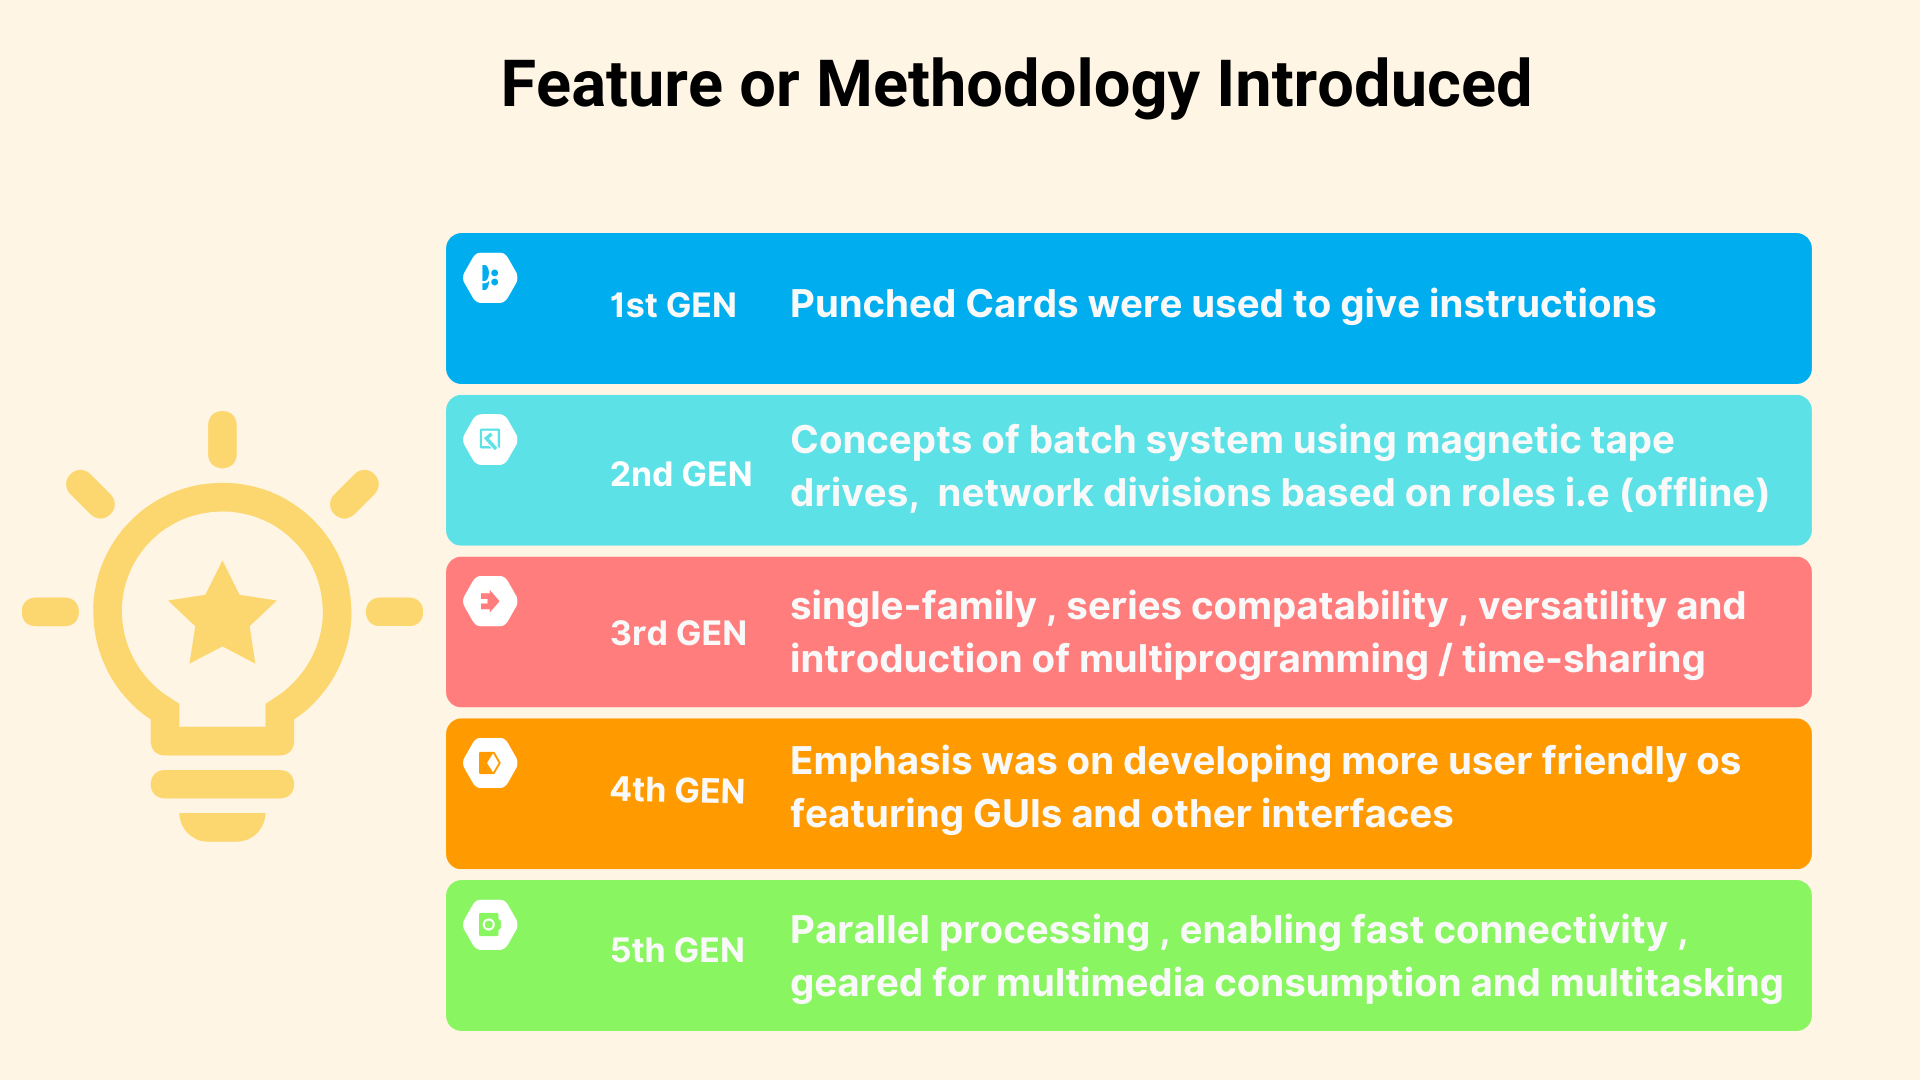 Feature or Methodology Introduced
1st GEN Punched Cards were used to give instructions
2nd GEN Concepts of batch system using magnetic tape
drives, network divisions based on roles i.e (offline)
3rd GEN single-family , series compatability , versatility and
introduction of multiprogramming / time-sharing
4th GEN Emphasis was on developing more user friendly os
featuring GUIs and other interfaces
5th GEN Parallel processing , enabling fast connectivity ,
geared for multimedia consumption and multitasking